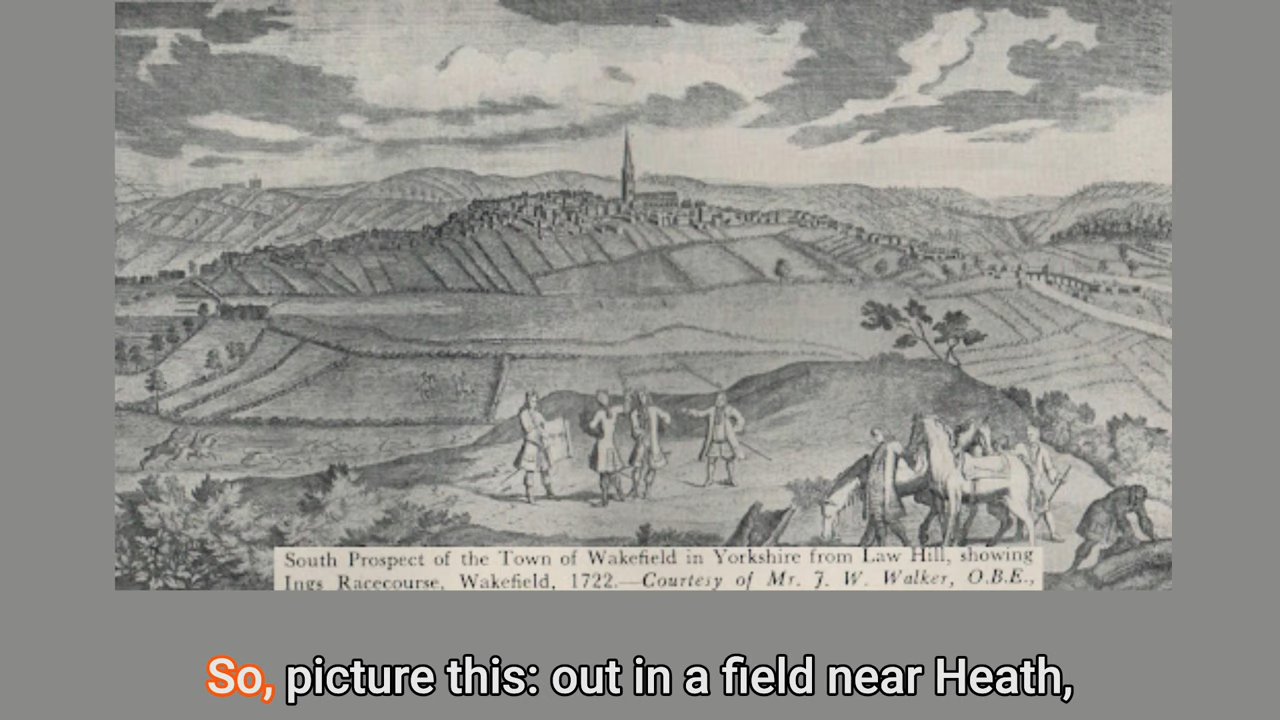 South Prospect of the Town of Wakefield in Yorkshire from Law Hill, showing
Ings Racecourse, Wakefield, 1722.—Courtesy of Mr. J. W. Walker, O.B.E.,
So, picture this: out in a field near Heath,